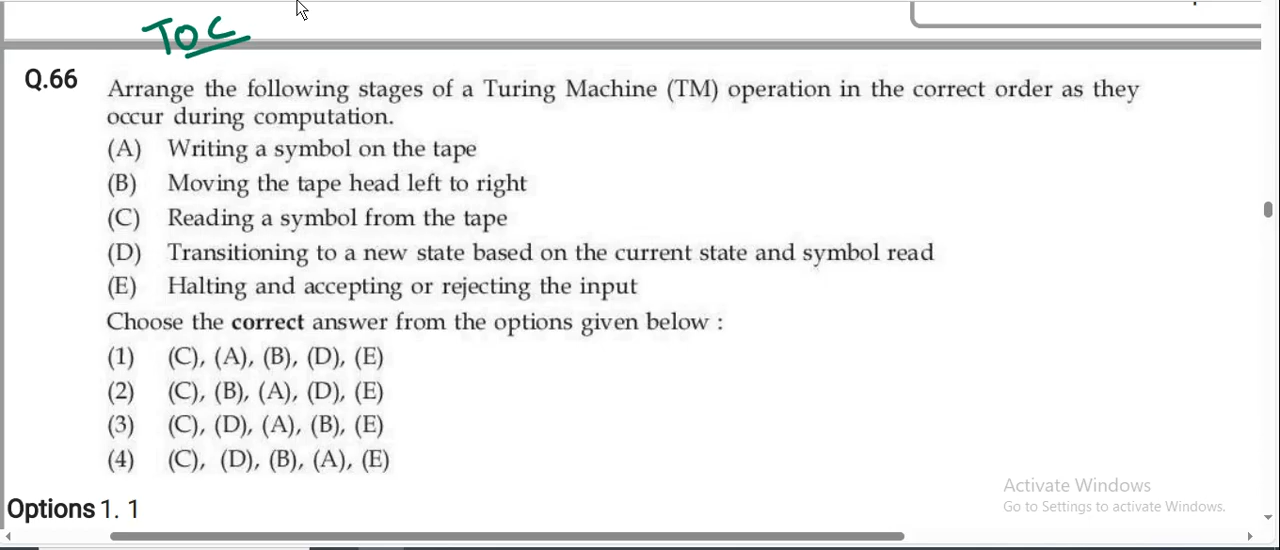 TOC
Q.66
Arrange the following stages of a Turing Machine (TM) operation in the correct order as they
occur during computation.
(A) Writing a symbol on the tape
(B) Moving the tape head left to right
(C) Reading a symbol from the tape
(D) Transitioning to a new state based on the current state and symbol read
(E) Halting and accepting or rejecting the input
Choose the correct answer from the options given below :
(1) (C), (A), (B), (D), (E)
(2) (C), (B), (A), (D), (E)
(3) (C), (D), (A), (B), (E)
(4) (C), (D), (B), (A), (E)
Activate Windows
Go to Settings to activate Windows.
Options 1. 1